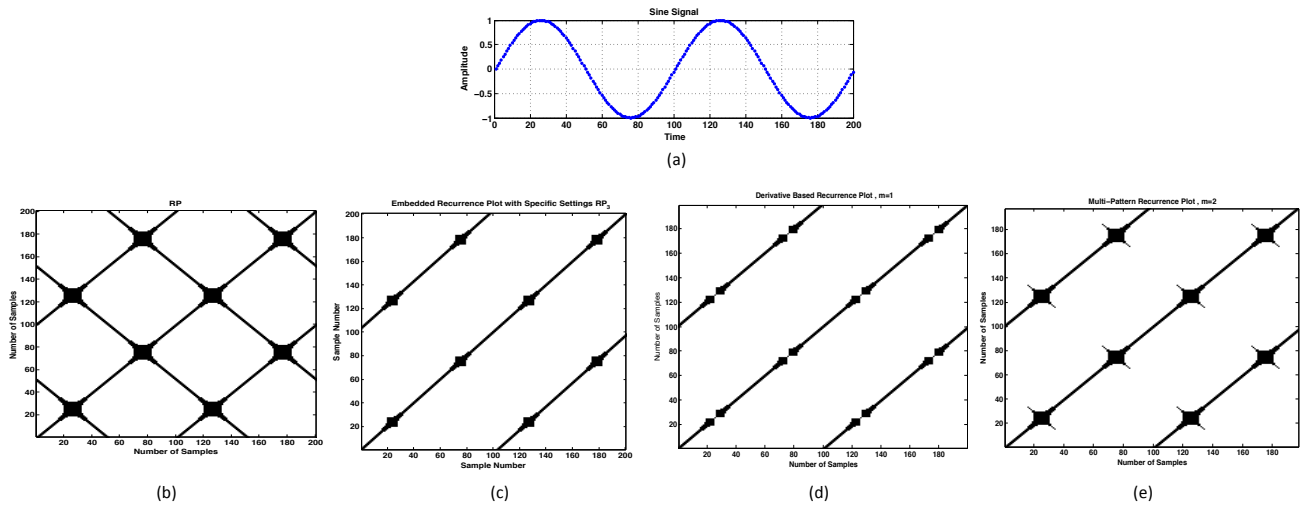 Sine Signal
1
0.5
0
−0.5
−1
Amplitude
0 20 40 60 80 100 120 140 160 180 200
Time
(a)
RP
200
180
160
140
120
100
80
60
40
20
Number of Samples
20 40 60 80 100 120 140 160 180 200
Number of Samples
(b)
Embedded Recurrence Plot with Specific Settings RP3
200
180
160
140
120
100
80
60
40
20
Sample Number
20 40 60 80 100 120 140 160 180 200
Sample Number
(c)
Derivative Based Recurrence Plot , m=1
180
160
140
120
100
80
60
40
20
Number of Samples
20 40 60 80 100 120 140 160 180
Number of Samples
(d)
Multi−Pattern Recurrence Plot , m=2
180
160
140
120
100
80
60
40
20
Number of Samples
20 40 60 80 100 120 140 160 180
Number of Samples
(e)